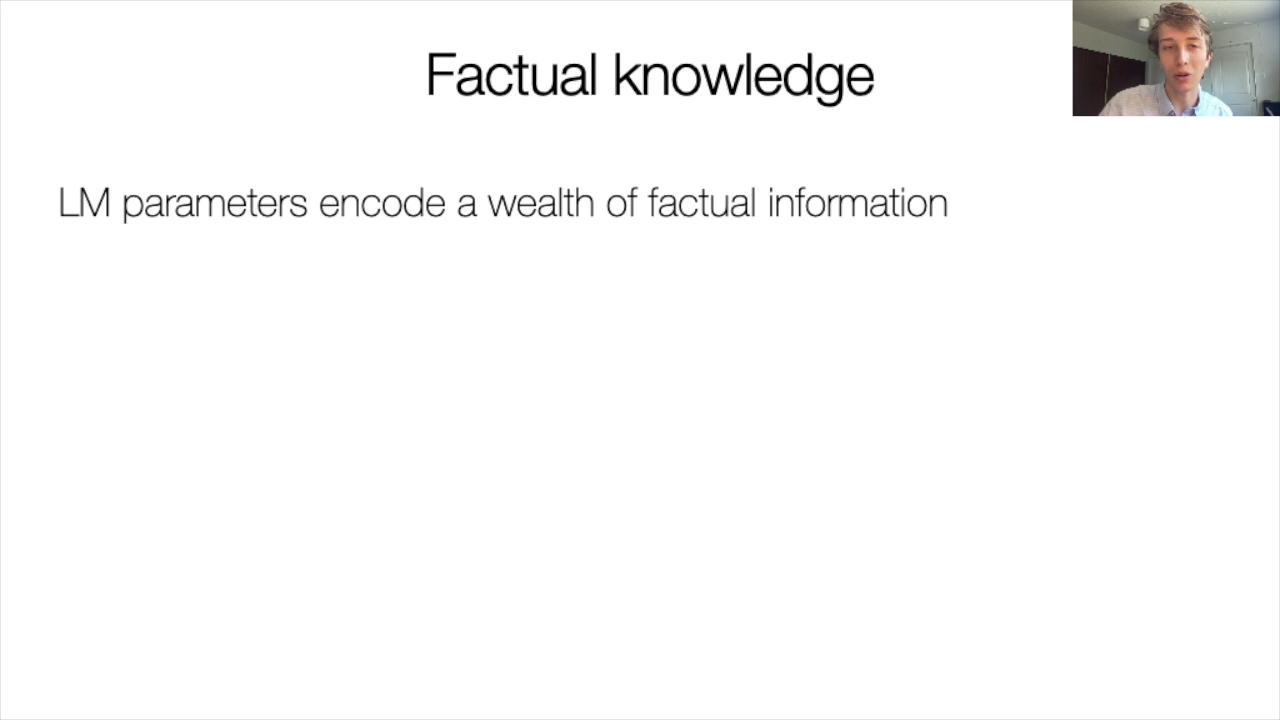 Factual knowledge
LM parameters encode a wealth of factual information